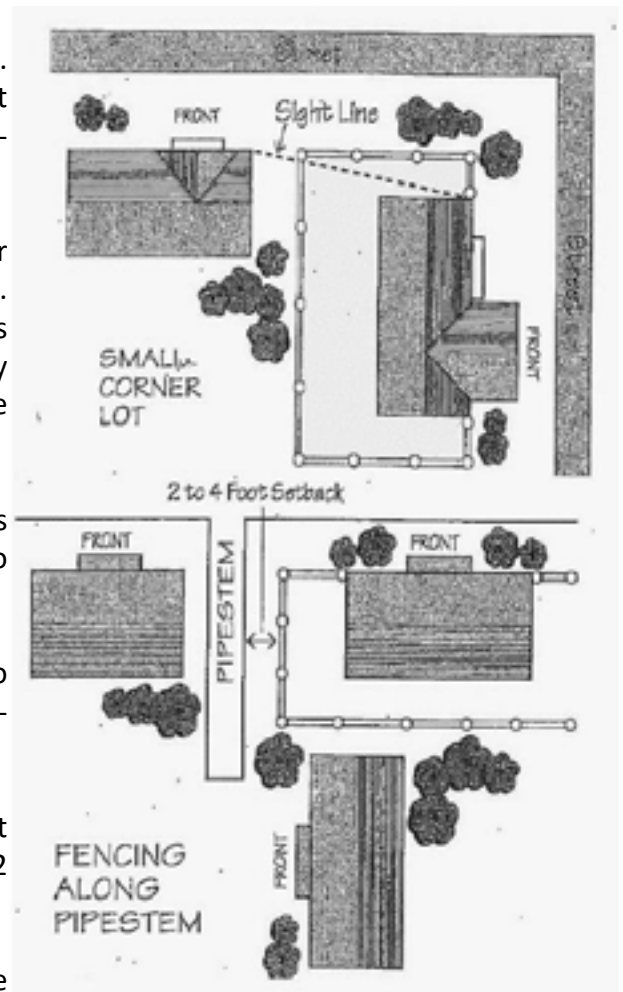 Street
FRONT
Sight Line
Street
FRONT
SMALL
CORNER
LOT
2 to 4 Foot Setback
FRONT
FRONT
PIPESTEM
FRONT
FENCING
ALONG
PIPESTEM